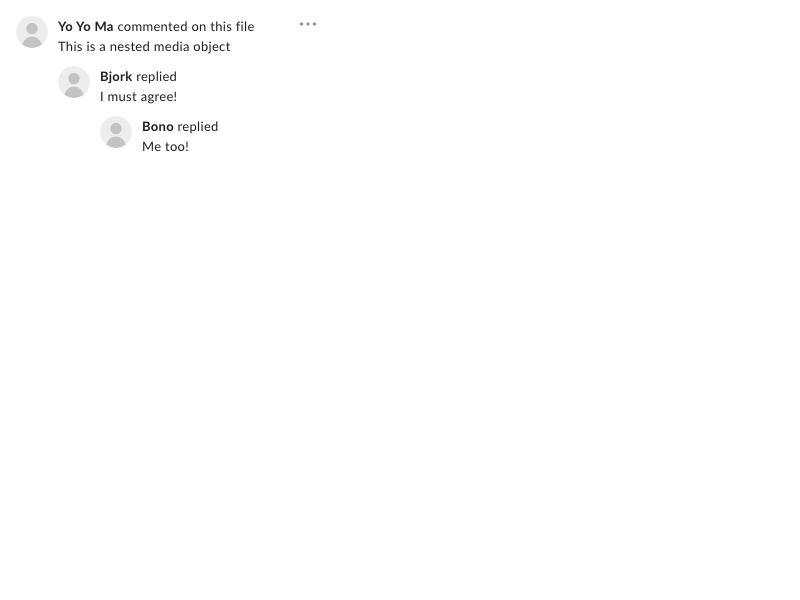 Yo Yo Ma commented on this file
This is a nested media object
Bjork replied
I must agree!
Bono replied
Me too!